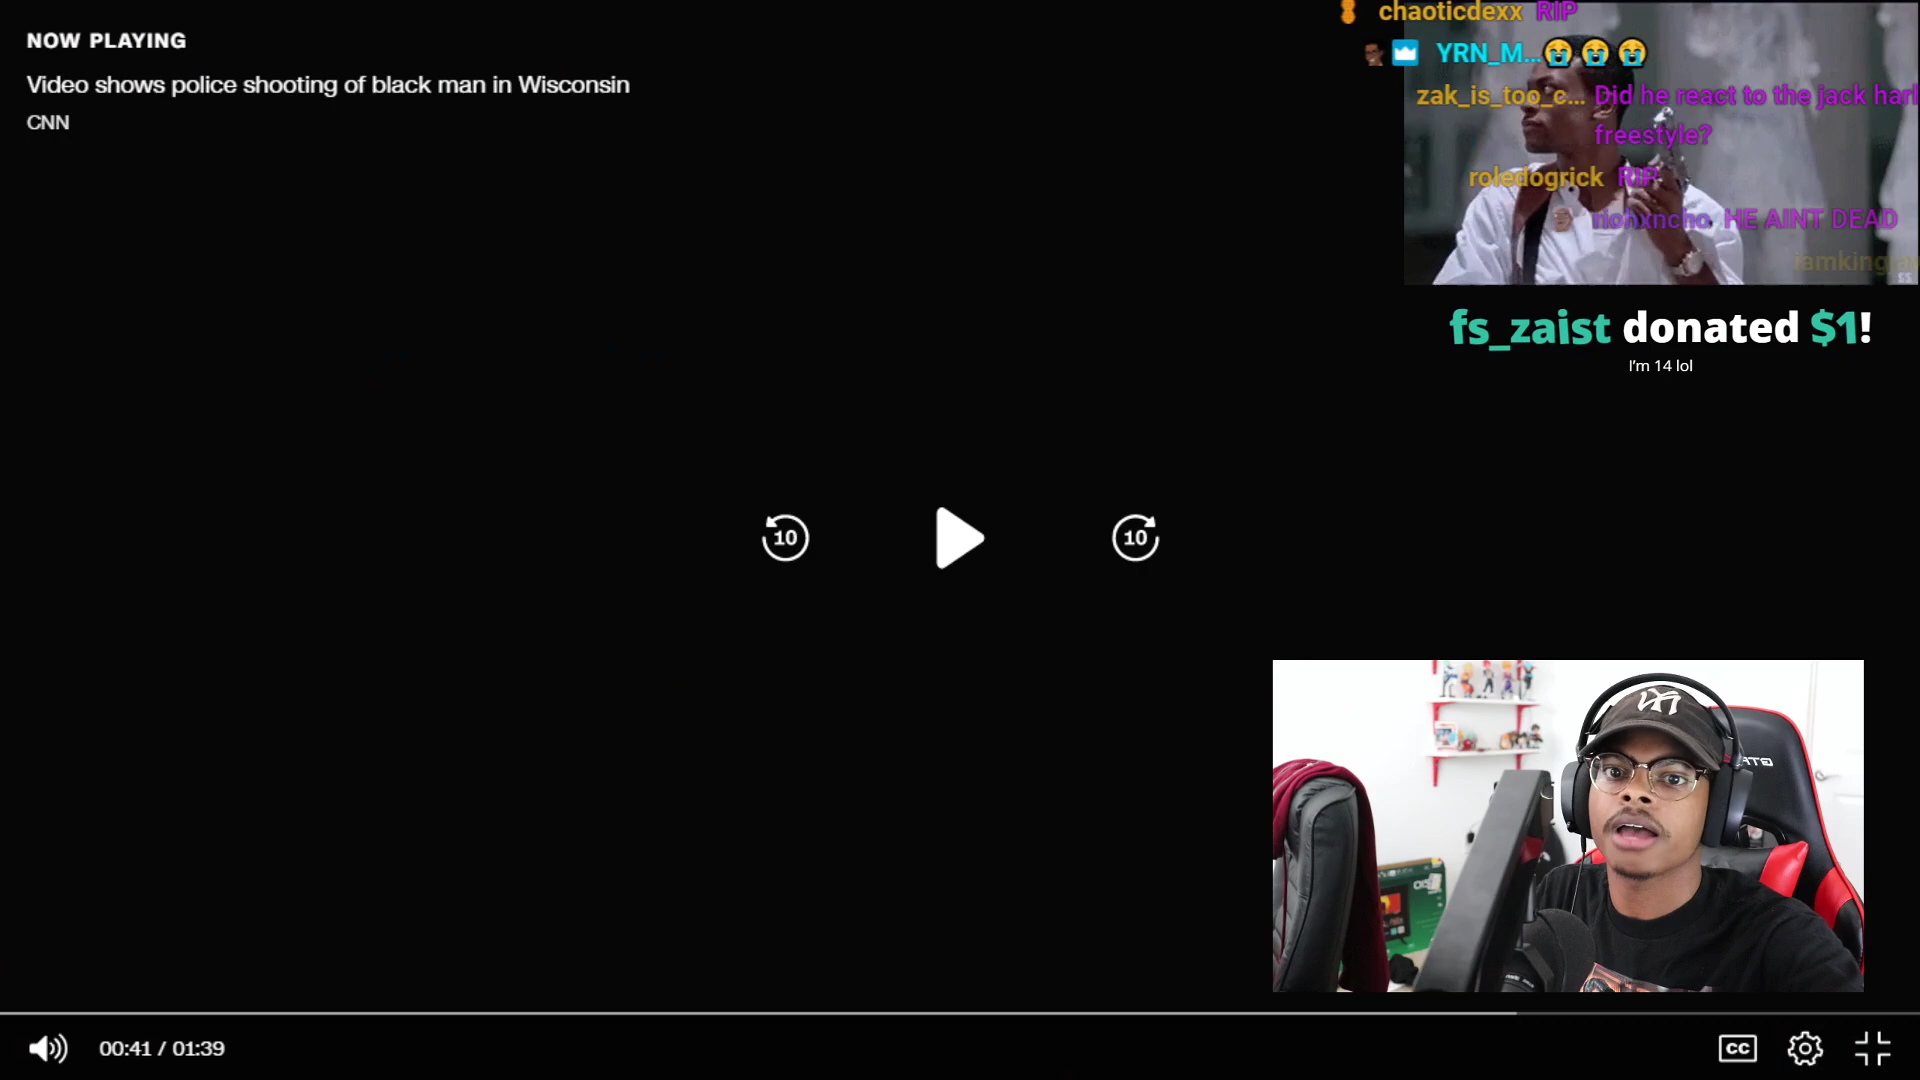 NOW PLAYING
Video shows police shooting of black man in Wisconsin
CNN
chaoticdexx RIP
YRN_M...😭😭😭
zak_is_too_c... Did he react to the jack harl
freestyle?
roledogrick RIP
richxncho HE AINT DEAD
iamking
fs_zaist donated $1!
I'm 14 lol
10
10
00:41 / 01:39
CC